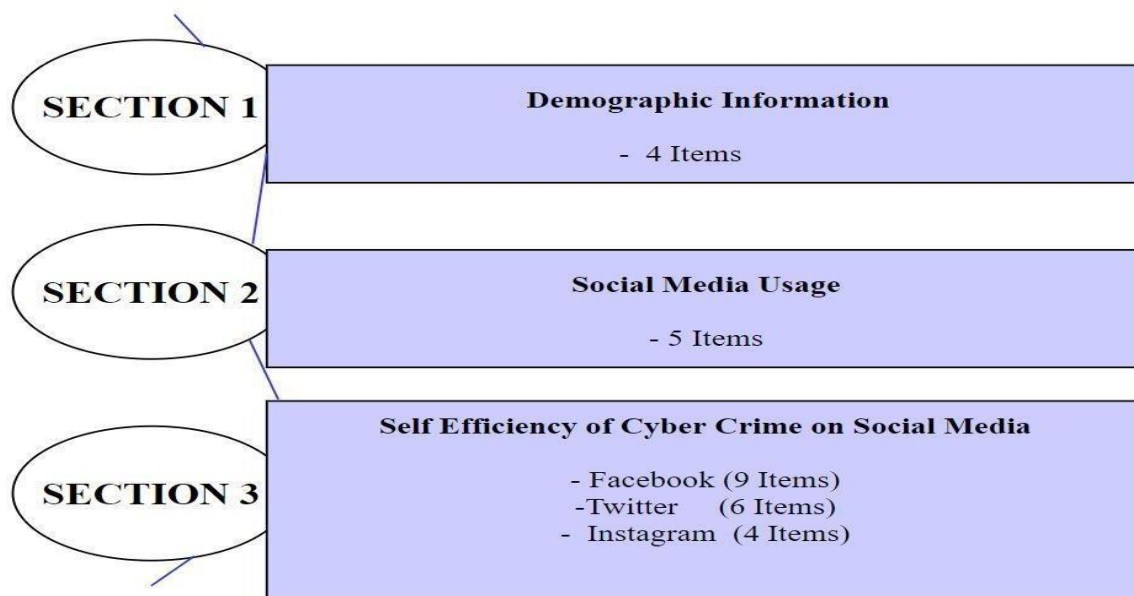 SECTION 1
Demographic Information
- 4 Items
SECTION 2
Social Media Usage
- 5 Items
SECTION 3
Self Efficiency of Cyber Crime on Social Media
- Facebook (9 Items)
-Twitter (6 Items)
- Instagram (4 Items)